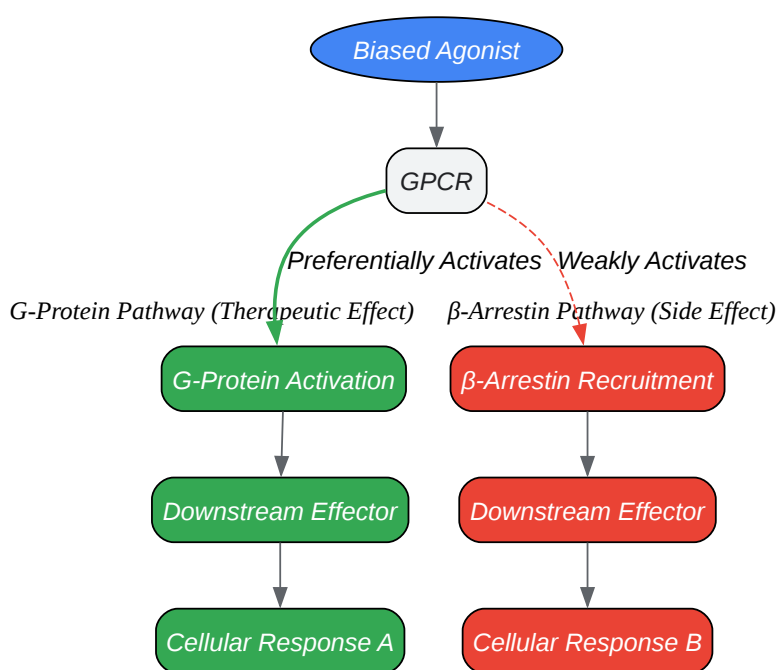 Biased Agonist
GPCR
Preferentially Activates
Weakly Activates
G-Protein Pathway (Therapeutic Effect)
β-Arrestin Pathway (Side Effect)
G-Protein Activation
β-Arrestin Recruitment
Downstream Effector
Downstream Effector
Cellular Response A
Cellular Response B